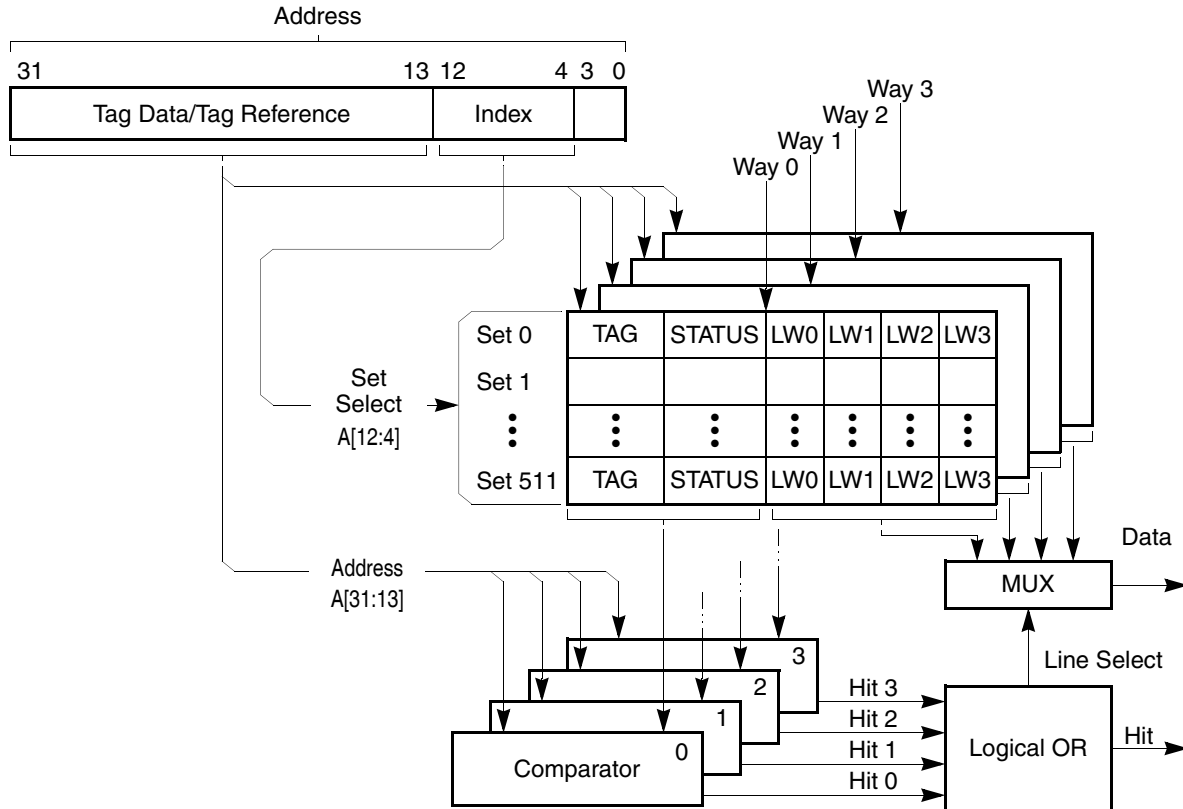 Address
31 13 12 4 3 0
Tag Data/Tag Reference Index
Way 3
Way 2
Way 1
Way 0
Set 0 TAG STATUS LW0 LW1 LW2 LW3
Set 1
Set
Select
A[12:4]
Set 511 TAG STATUS LW0 LW1 LW2 LW3
Data
Address
A[31:13]
MUX
3
Line Select
2
Hit 3
1
Hit 2
0
Comparator
Logical OR
Hit
Hit 1
Hit 0